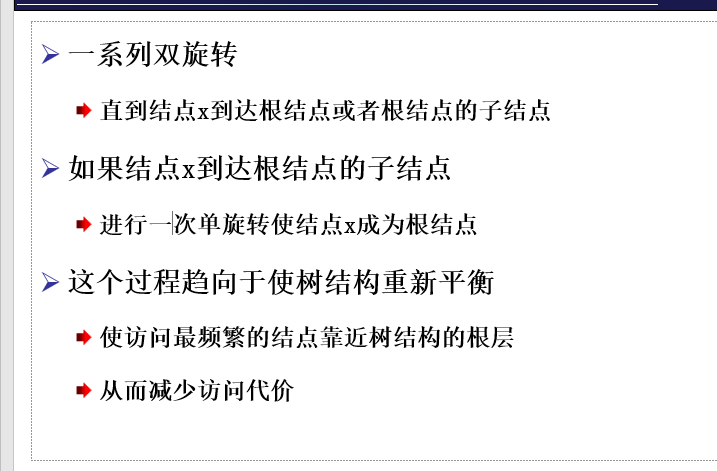 一系列双旋转
直到结点x到达根结点或者根结点的子结点
如果结点x到达根结点的子结点
进行一次单旋转使结点x成为根结点
这个过程趋向于使树结构重新平衡
使访问最频繁的结点靠近树结构的根层
从而减少访问代价